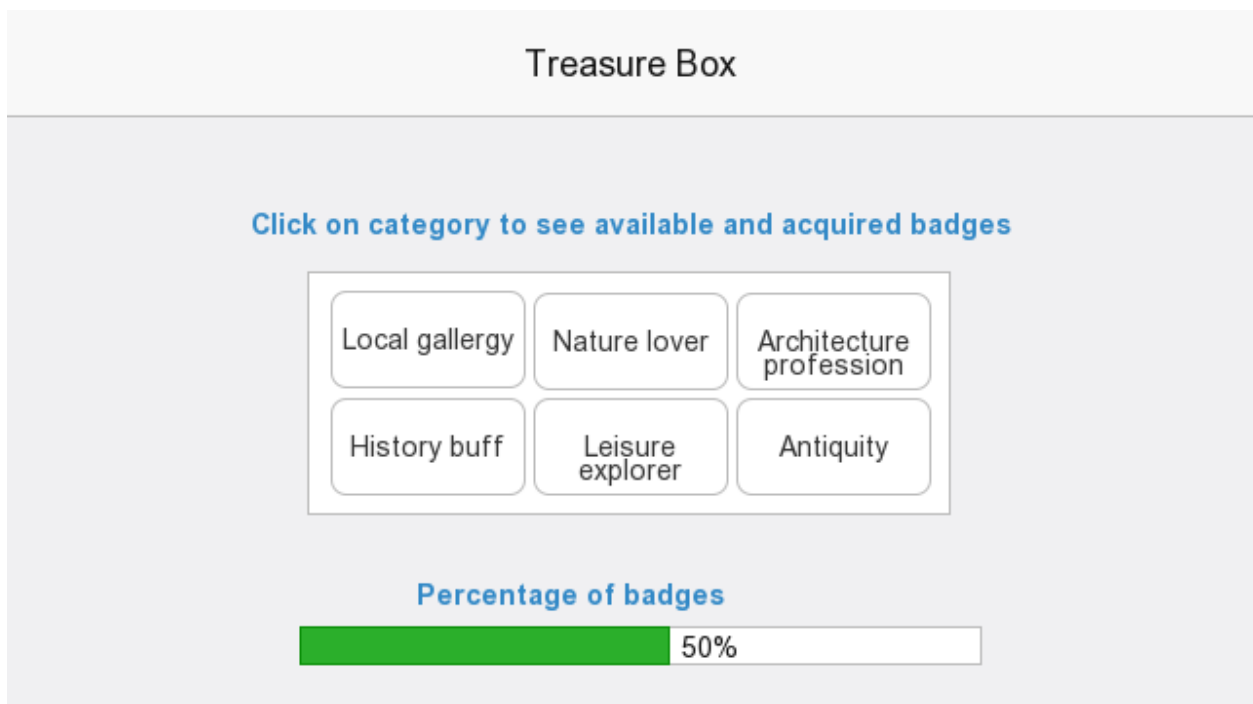 Treasure Box
Click on category to see available and acquired badges
Local gallergy
Nature lover
Architecture
profession
History buff
Leisure
explorer
Antiquity
Percentage of badges
50%